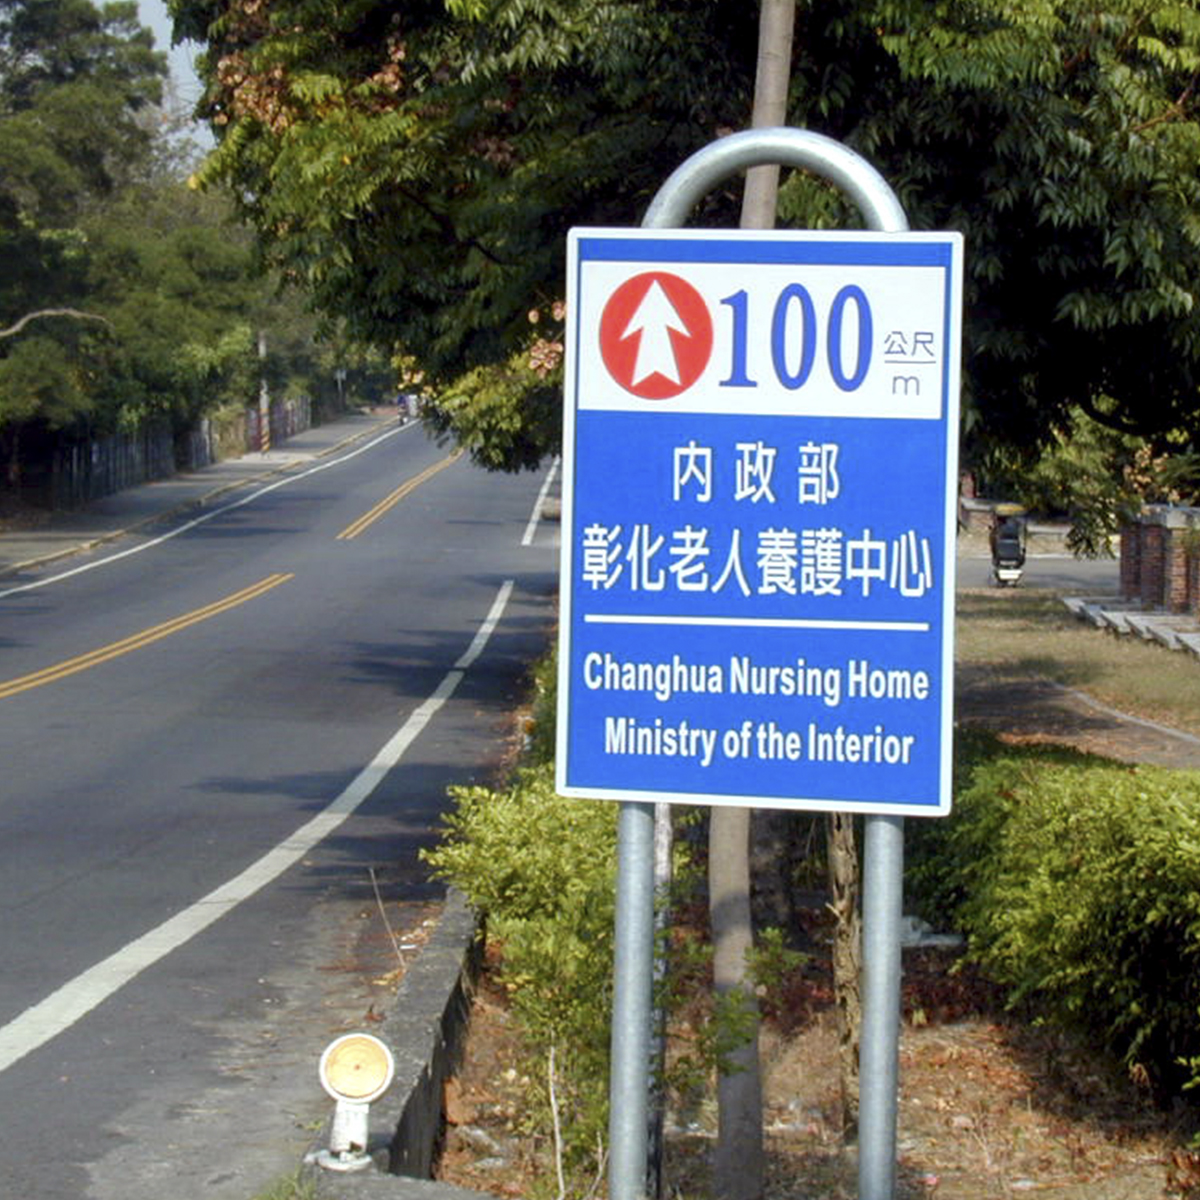 100 公尺
m
內政部
彰化老人養護中心
Changhua Nursing Home
Ministry of the Interior